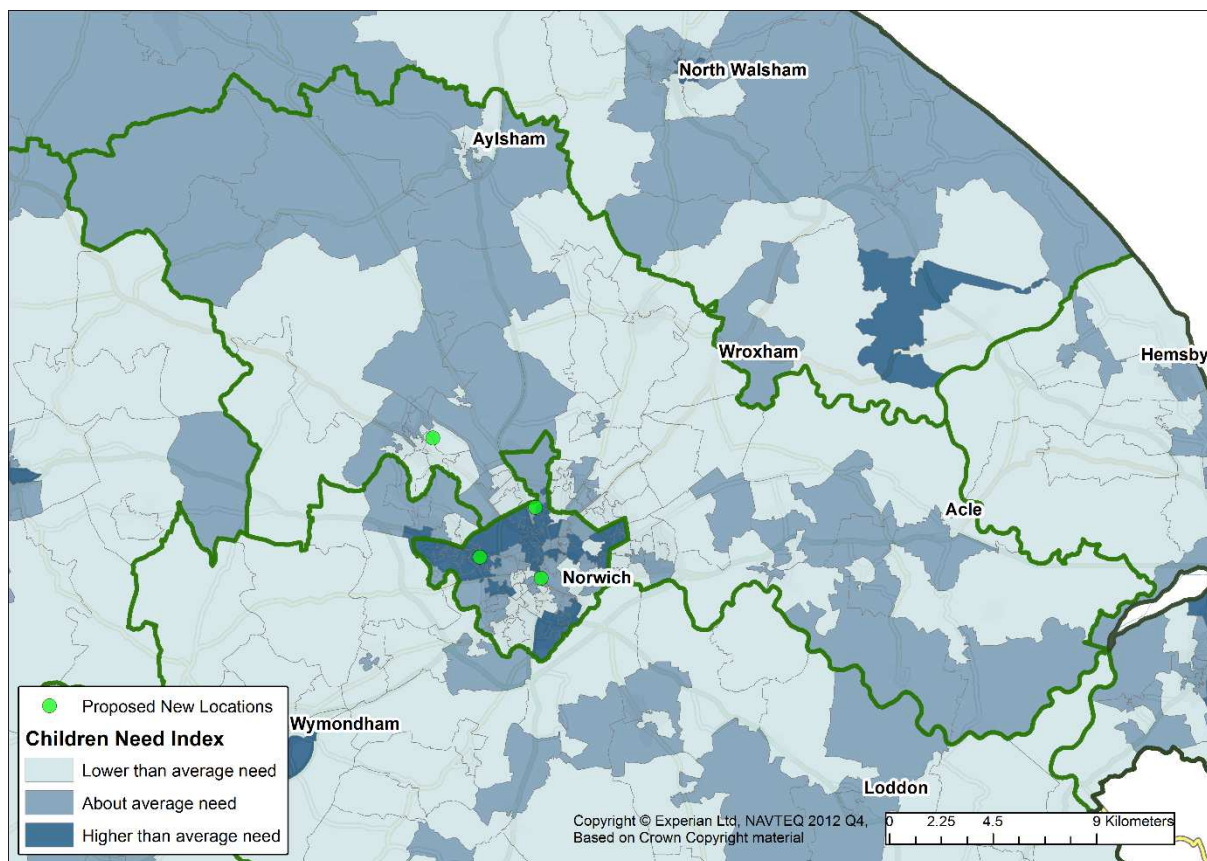 North Walsham
Aylsham
Wroxham
Hemsby
Acle
Norwich
Wymondham
Loddon
Proposed New Locations
Children Need Index
Lower than average need
About average need
Higher than average need
Copyright © Experian Ltd, NAVTEQ 2012 Q4,
Based on Crown Copyright material
0 2.25 4.5 9 Kilometers